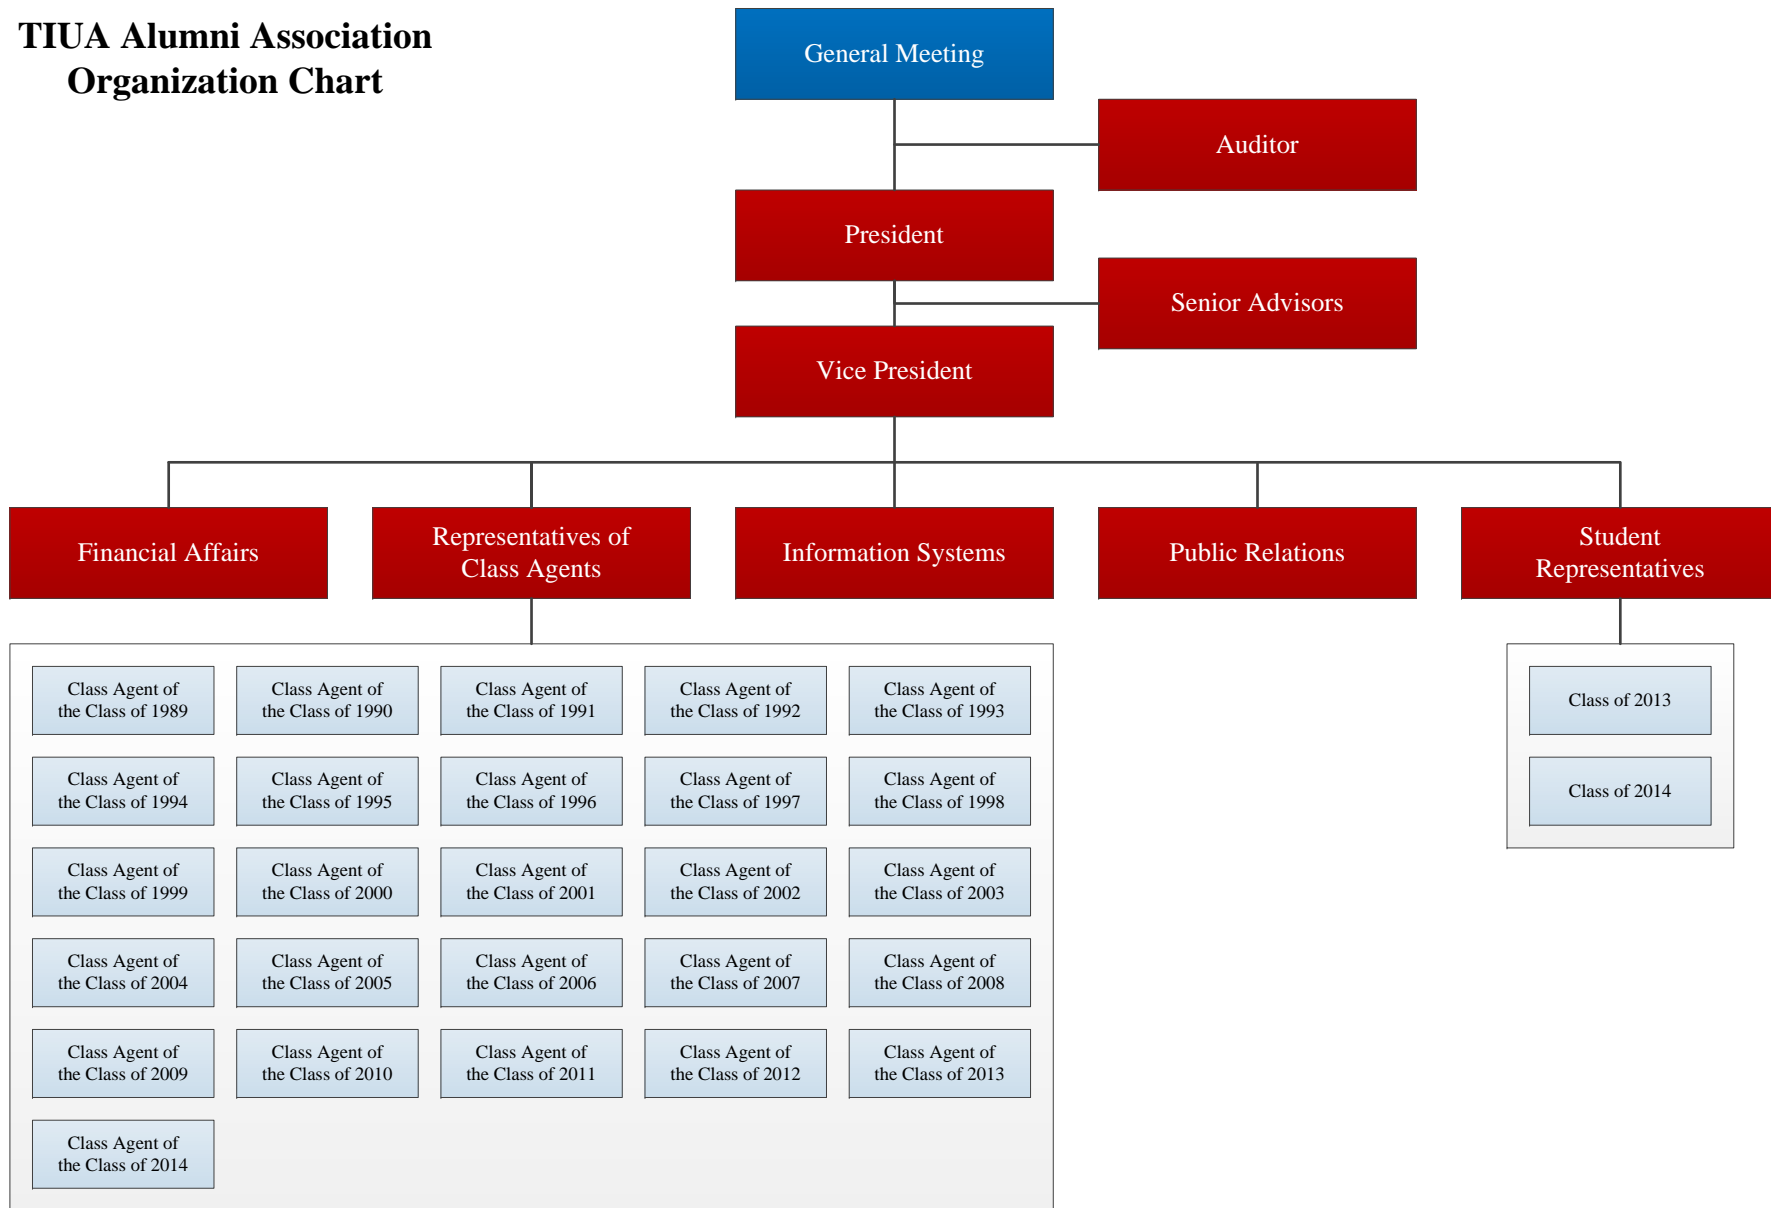 TIUA Alumni Association
Organization Chart
General Meeting
Auditor
President
Senior Advisors
Vice President
Financial Affairs
Representatives of
Class Agents
Information Systems
Public Relations
Student
Representatives
Class Agent of
the Class of 1989
Class Agent of
the Class of 1990
Class Agent of
the Class of 1991
Class Agent of
the Class of 1992
Class Agent of
the Class of 1993
Class Agent of
the Class of 1994
Class Agent of
the Class of 1995
Class Agent of
the Class of 1996
Class Agent of
the Class of 1997
Class Agent of
the Class of 1998
Class Agent of
the Class of 1999
Class Agent of
the Class of 2000
Class Agent of
the Class of 2001
Class Agent of
the Class of 2002
Class Agent of
the Class of 2003
Class Agent of
the Class of 2004
Class Agent of
the Class of 2005
Class Agent of
the Class of 2006
Class Agent of
the Class of 2007
Class Agent of
the Class of 2008
Class Agent of
the Class of 2009
Class Agent of
the Class of 2010
Class Agent of
the Class of 2011
Class Agent of
the Class of 2012
Class Agent of
the Class of 2013
Class Agent of
the Class of 2014
Class of 2013
Class of 2014